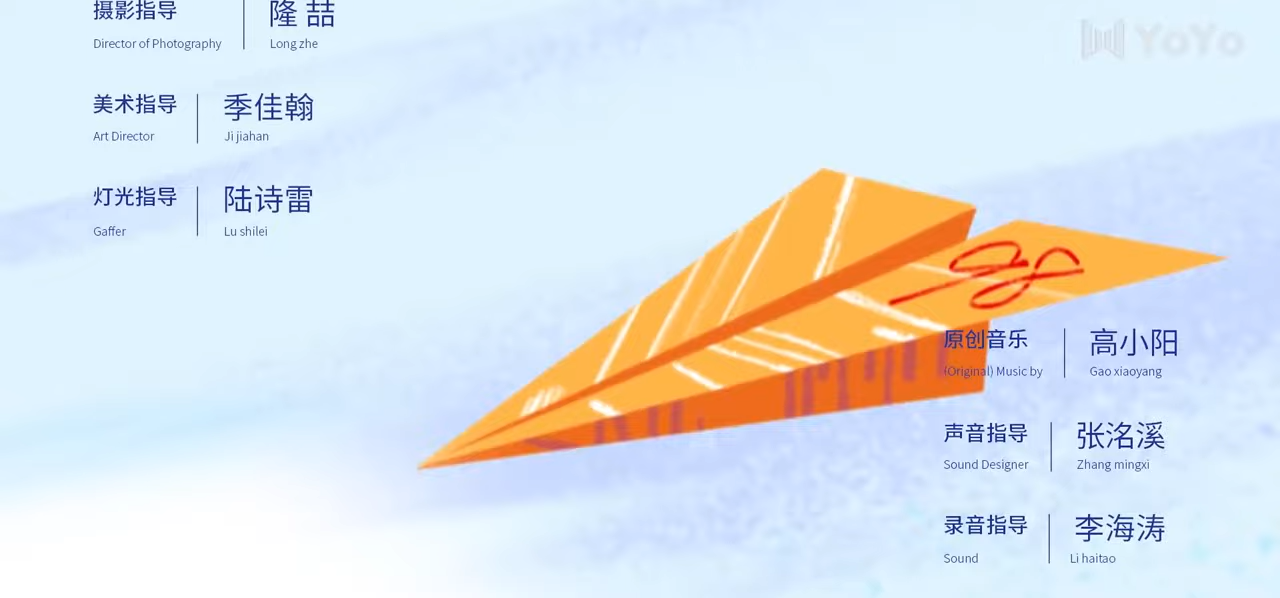 摄影指导 隆 喆
Director of Photography Long zhe
美术指导 季佳翰
Art Director Ji jiahan
灯光指导 陆诗雷
Gaffer Lu shilei
YoYo
98
原创音乐 高小阳
(Original) Music by Gao xiaoyang
声音指导 张洺溪
Sound Designer Zhang mingxi
录音指导 李海涛
Sound Li haitao